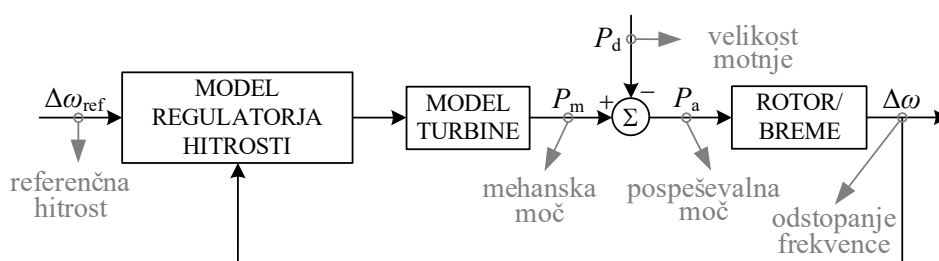 P_d
velikost
motnje
MODEL
REGULATORJA
HITROSTI
MODEL
TURBINE
ROTOR/
BREME
Δω_ref
P_m
+
−
Σ
P_a
Δω
referenčna
hitrost
mehanska
moč
pospeševalna
moč
odstopanje
frekvence